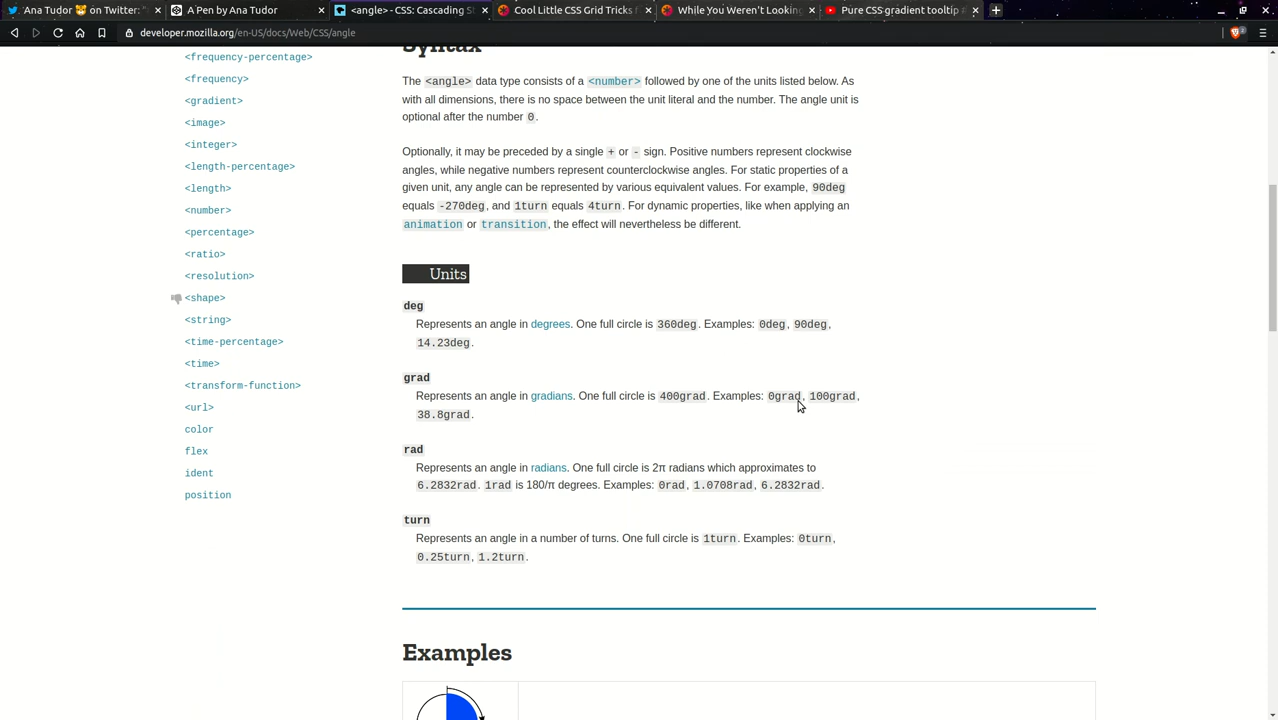 Ana Tudor 🐯 on Twitter: "
A Pen by Ana Tudor
<angle> - CSS: Cascading St
Cool Little CSS Grid Tricks f
While You Weren't Looking
Pure CSS gradient tooltip #
developer.mozilla.org/en-US/docs/Web/CSS/angle
<frequency-percentage>
<frequency>
<gradient>
<image>
<integer>
<length-percentage>
<length>
<number>
<percentage>
<ratio>
<resolution>
<shape>
<string>
<time-percentage>
<time>
<transform-function>
<url>
color
flex
ident
position
Syntax
The <angle> data type consists of a <number> followed by one of the units listed below. As
with all dimensions, there is no space between the unit literal and the number. The angle unit is
optional after the number 0.
Optionally, it may be preceded by a single + or - sign. Positive numbers represent clockwise
angles, while negative numbers represent counterclockwise angles. For static properties of a
given unit, any angle can be represented by various equivalent values. For example, 90deg
equals -270deg, and 1turn equals 4turn. For dynamic properties, like when applying an
animation or transition, the effect will nevertheless be different.
Units
deg
Represents an angle in degrees. One full circle is 360deg. Examples: 0deg, 90deg,
14.23deg.
grad
Represents an angle in gradians. One full circle is 400grad. Examples: 0grad, 100grad,
38.8grad.
rad
Represents an angle in radians. One full circle is 2π radians which approximates to
6.2832rad. 1rad is 180/π degrees. Examples: 0rad, 1.0708rad, 6.2832rad.
turn
Represents an angle in a number of turns. One full circle is 1turn. Examples: 0turn,
0.25turn, 1.2turn.
Examples